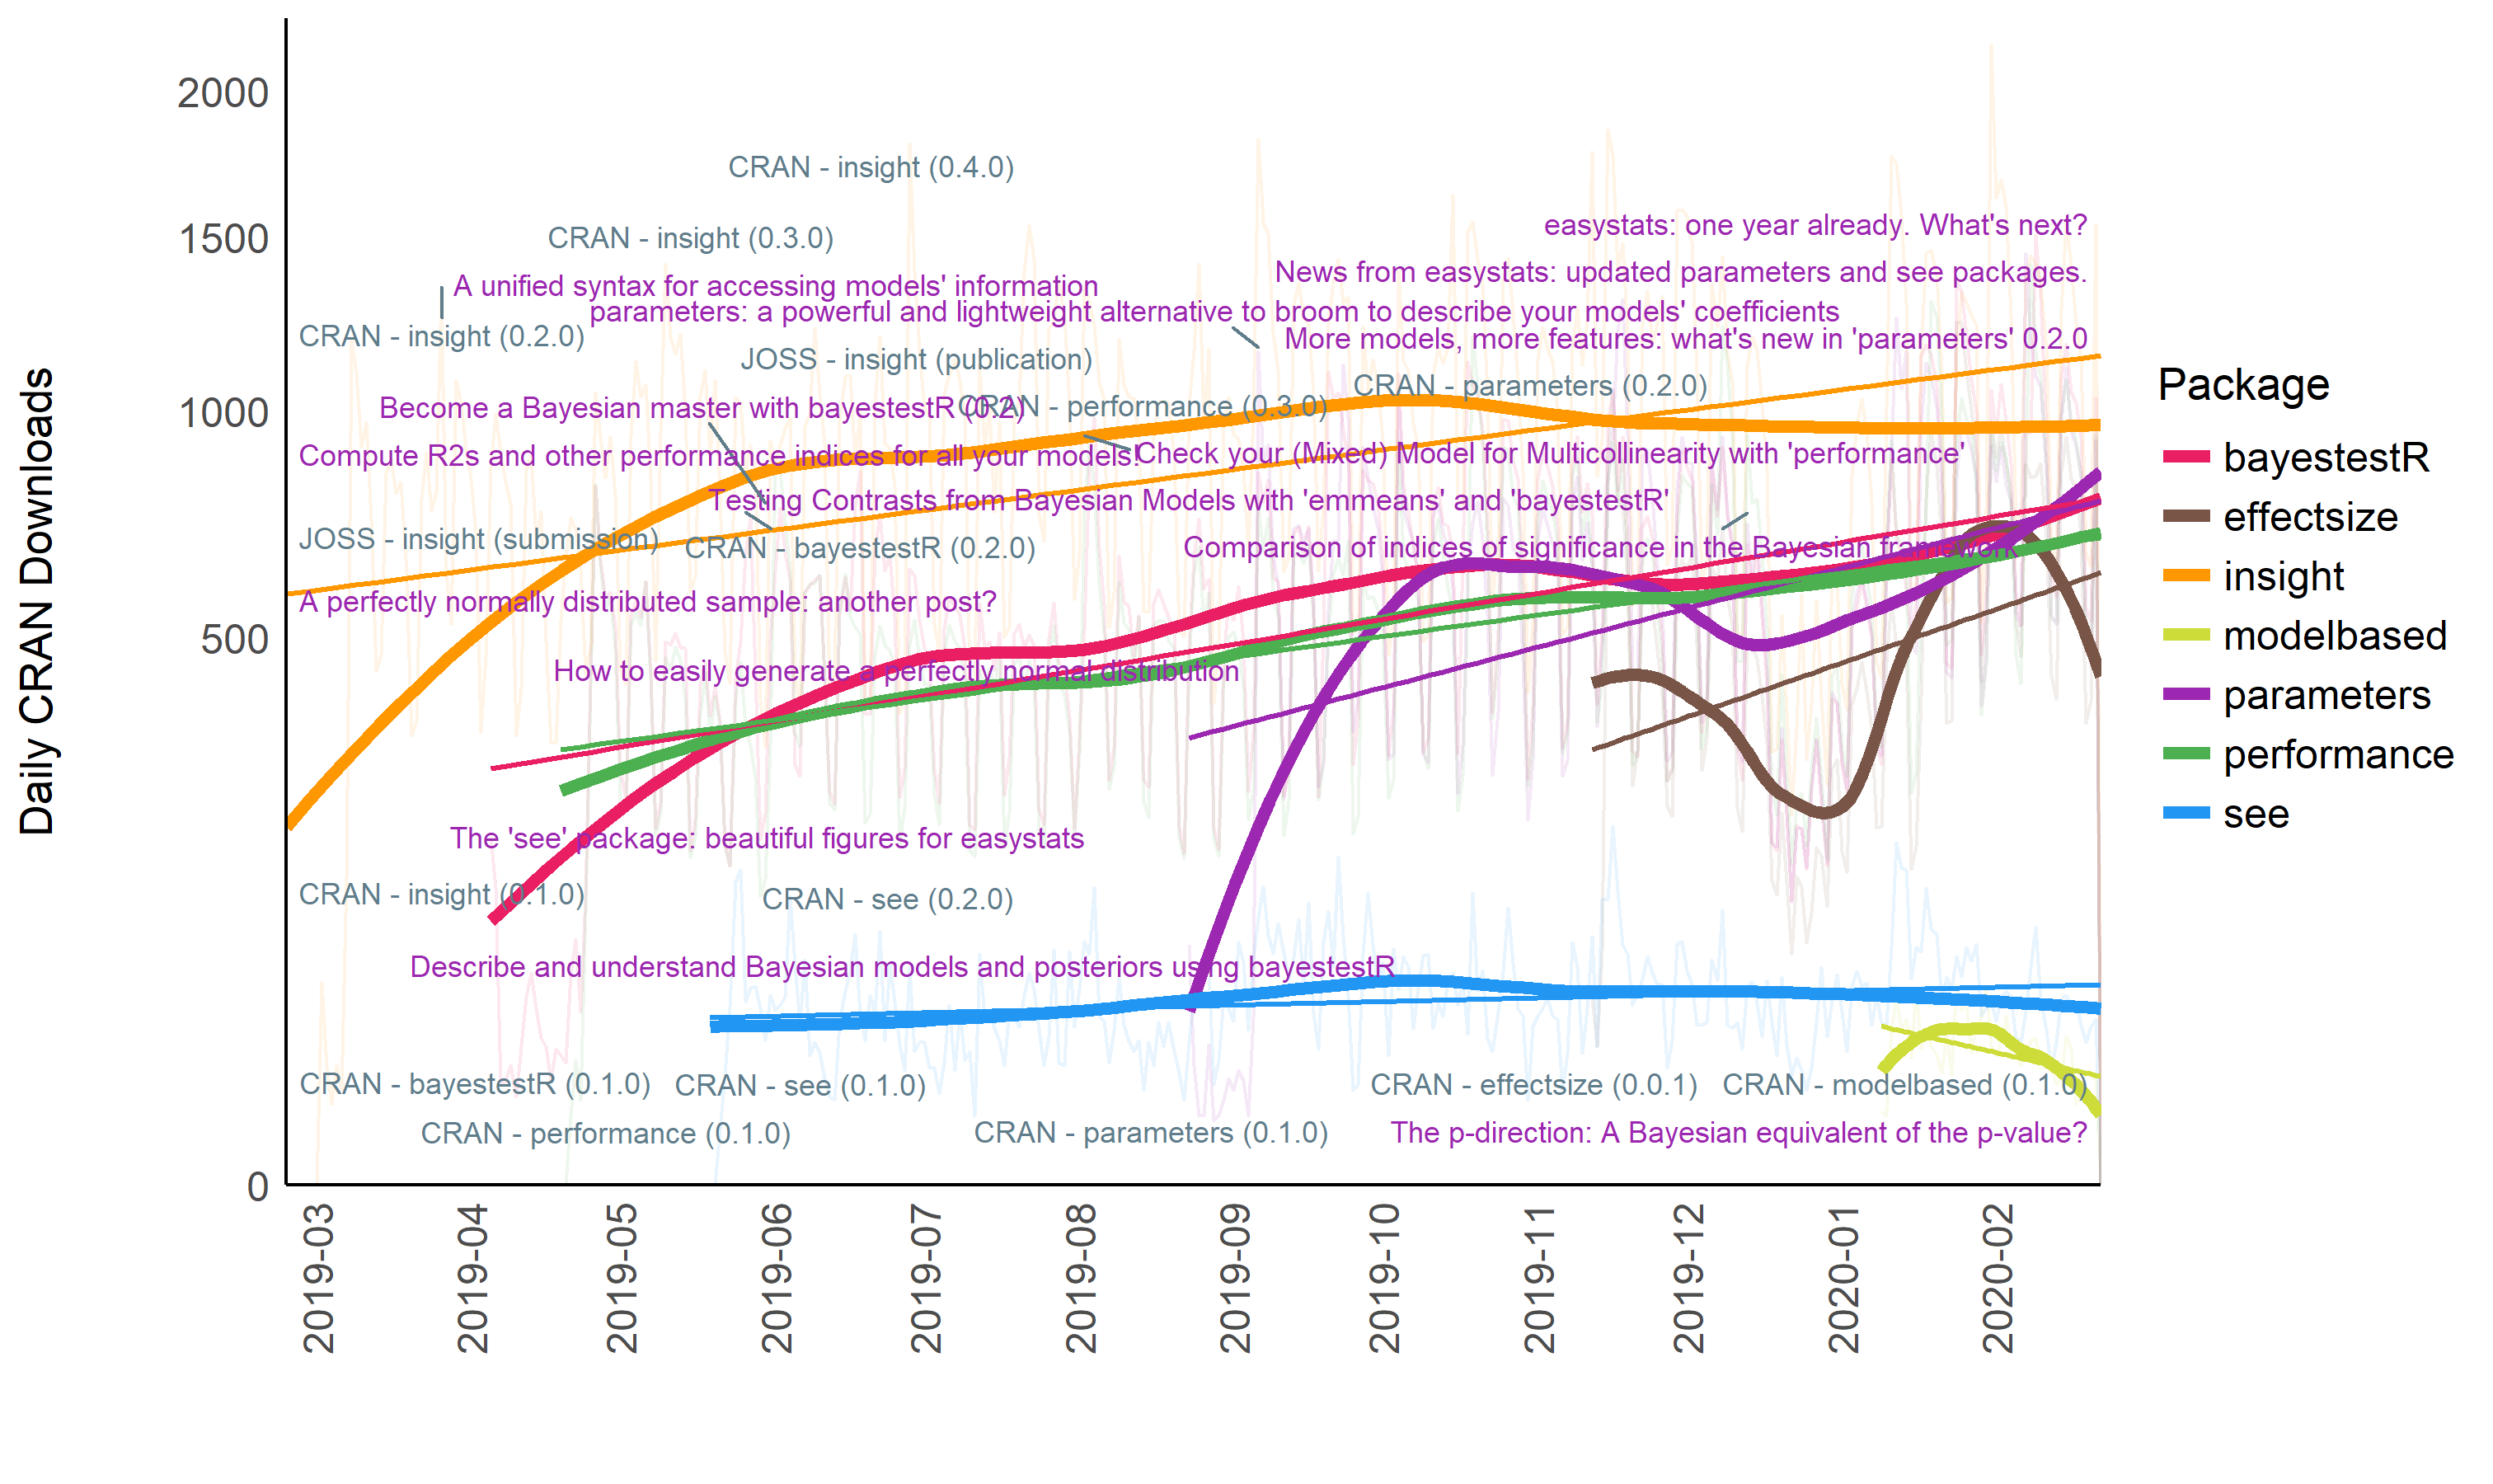 2000
1500
1000
500
0
Daily CRAN Downloads
CRAN - insight (0.4.0)
easystats: one year already. What's next?
CRAN - insight (0.3.0)
News from easystats: updated parameters and see packages.
A unified syntax for accessing models' information
parameters: a powerful and lightweight alternative to broom to describe your models' coefficients
CRAN - insight (0.2.0)
More models, more features: what's new in 'parameters' 0.2.0
JOSS - insight (publication)
CRAN - parameters (0.2.0)
Become a Bayesian master with bayestestR (0.2)
CRAN - performance (0.3.0)
Compute R2s and other performance indices for all your models!
Check your (Mixed) Model for Multicollinearity with 'performance'
Testing Contrasts from Bayesian Models with 'emmeans' and 'bayestestR'
JOSS - insight (submission)
CRAN - bayestestR (0.2.0)
Comparison of indices of significance in the Bayesian framework
A perfectly normally distributed sample: another post?
How to easily generate a perfectly normal distribution
The 'see' package: beautiful figures for easystats
CRAN - insight (0.1.0)
CRAN - see (0.2.0)
Describe and understand Bayesian models and posteriors using bayestestR
CRAN - bayestestR (0.1.0)
CRAN - see (0.1.0)
CRAN - effectsize (0.0.1)
CRAN - modelbased (0.1.0)
CRAN - performance (0.1.0)
CRAN - parameters (0.1.0)
The p-direction: A Bayesian equivalent of the p-value?
2019-03
2019-04
2019-05
2019-06
2019-07
2019-08
2019-09
2019-10
2019-11
2019-12
2020-01
2020-02
Package
bayestestR
effectsize
insight
modelbased
parameters
performance
see